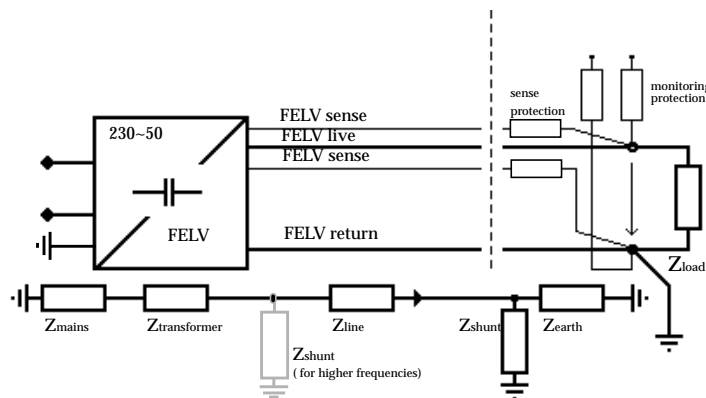 230~50
FELV sense
FELV live
FELV sense
FELV
FELV return
sense
protection
monitoring
protection
Zload
Zmains
Ztransformer
Zline
Zshunt
Zearth
Zshunt
( for higher frequencies)